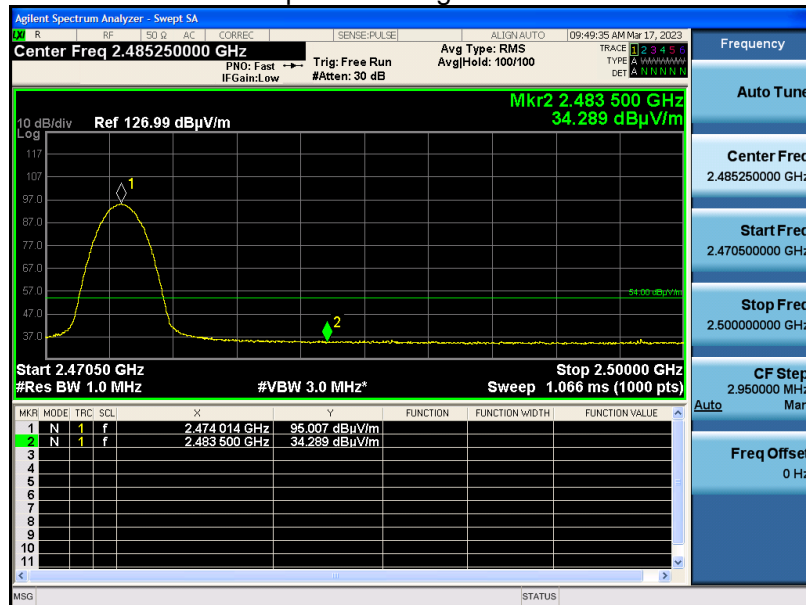 Agilent Spectrum Analyzer - Swept SA
LXI R RF 50 Ω AC CORREC SENSE:PULSE ALIGN AUTO 09:49:35 AM Mar 17, 2023
Center Freq 2.485250000 GHz
PNO: Fast
IFGain:Low
Trig: Free Run
#Atten: 30 dB
Avg Type: RMS
Avg|Hold: 100/100
TRACE 1 2 3 4 5 6
TYPE A WWWWW
DET A N N N N N
Mkr2 2.483 500 GHz
34.289 dBµV/m
10 dB/div Ref 126.99 dBµV/m
Log
117
107
97.0
87.0
77.0
67.0
57.0
47.0
37.0
1
54.00 dBµV/m
2
Start 2.47050 GHz Stop 2.50000 GHz
#Res BW 1.0 MHz #VBW 3.0 MHz* Sweep 1.066 ms (1000 pts)
MKR MODE TRC SCL X Y FUNCTION FUNCTION WIDTH FUNCTION VALUE
1 N 1 f 2.474 014 GHz 95.007 dBµV/m
2 N 1 f 2.483 500 GHz 34.289 dBµV/m
3
4
5
6
7
8
9
10
11
MSG STATUS
Frequency
Auto Tune
Center Freq
2.485250000 GHz
Start Freq
2.470500000 GHz
Stop Freq
2.500000000 GHz
CF Step
2.950000 MHz
Auto Man
Freq Offset
0 Hz